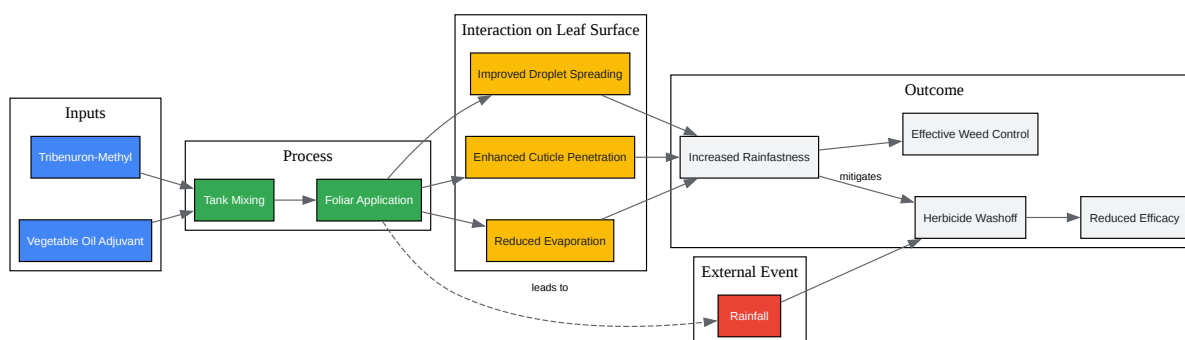 Inputs
Tribenuron-Methyl
Vegetable Oil Adjuvant
Process
Tank Mixing
Foliar Application
Interaction on Leaf Surface
Improved Droplet Spreading
Enhanced Cuticle Penetration
Reduced Evaporation
leads to
Outcome
Increased Rainfastness
Effective Weed Control
mitigates
Herbicide Washoff
Reduced Efficacy
External Event
Rainfall